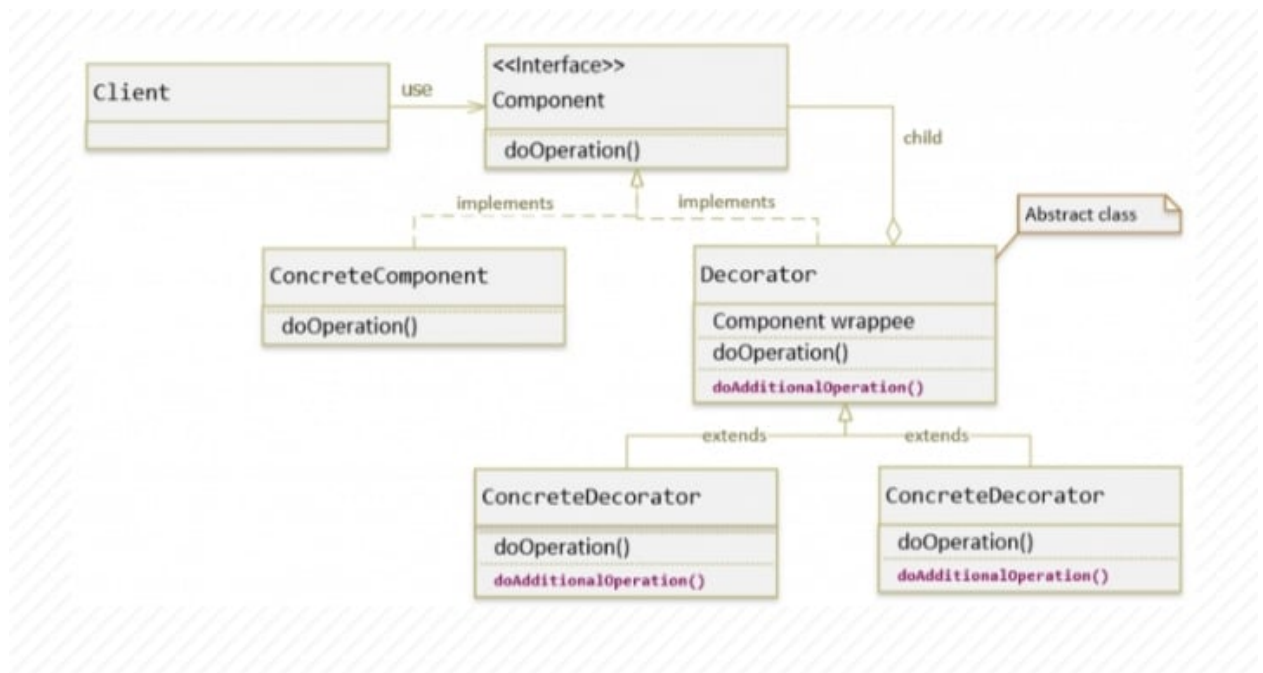 Client
use
<<Interface>>
Component
doOperation()
child
implements
implements
Abstract class
ConcreteComponent
doOperation()
Decorator
Component wrappee
doOperation()
doAdditionalOperation()
extends
extends
ConcreteDecorator
doOperation()
doAdditionalOperation()
ConcreteDecorator
doOperation()
doAdditionalOperation()